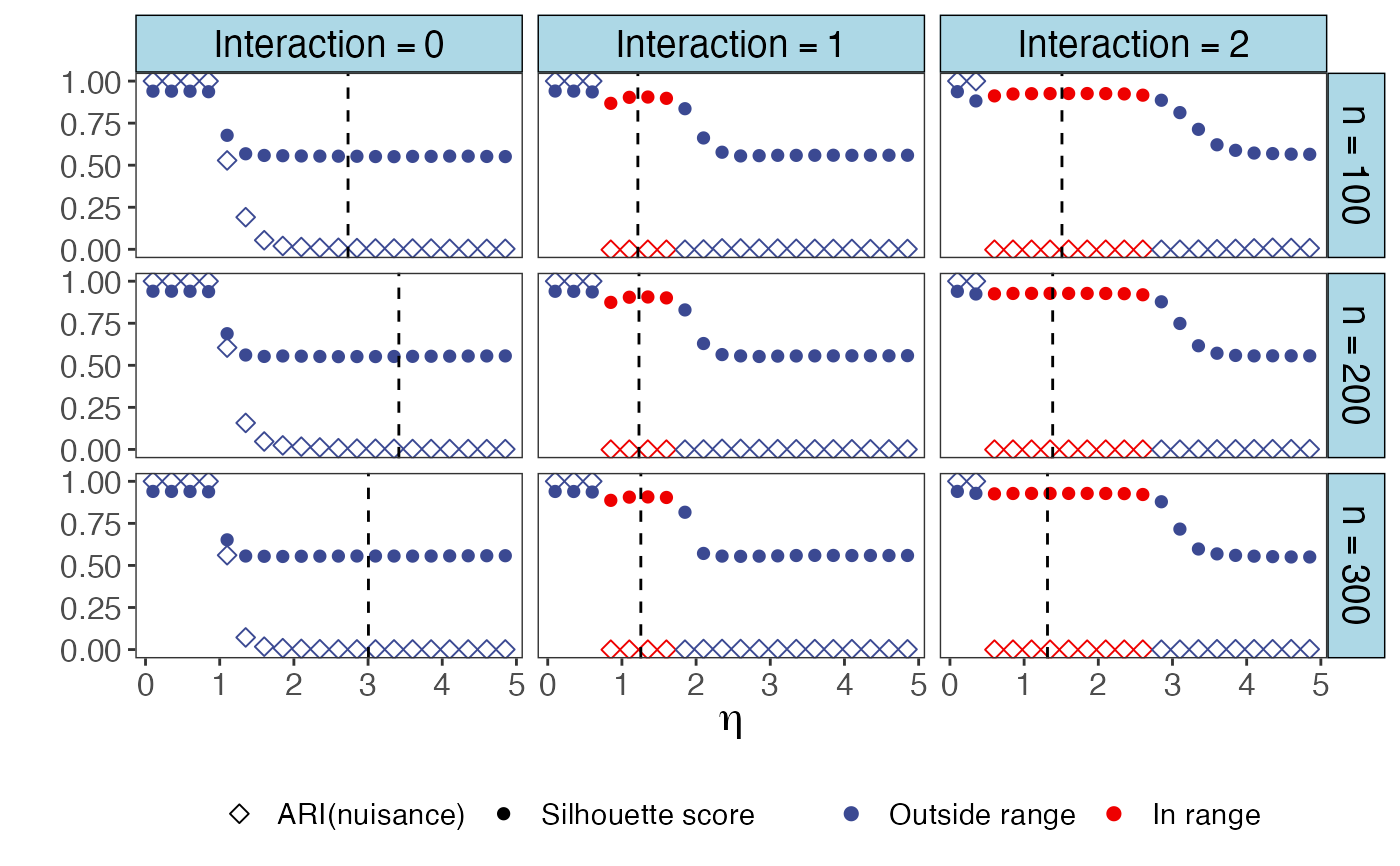 Interaction = 0 Interaction = 1 Interaction = 2
1.00
0.75
0.50
0.25
0.00
n = 100
1.00
0.75
0.50
0.25
0.00
n = 200
1.00
0.75
0.50
0.25
0.00
n = 300
0 1 2 3 4 5 0 1 2 3 4 5 0 1 2 3 4 5
η
ARI(nuisance) Silhouette score Outside range In range